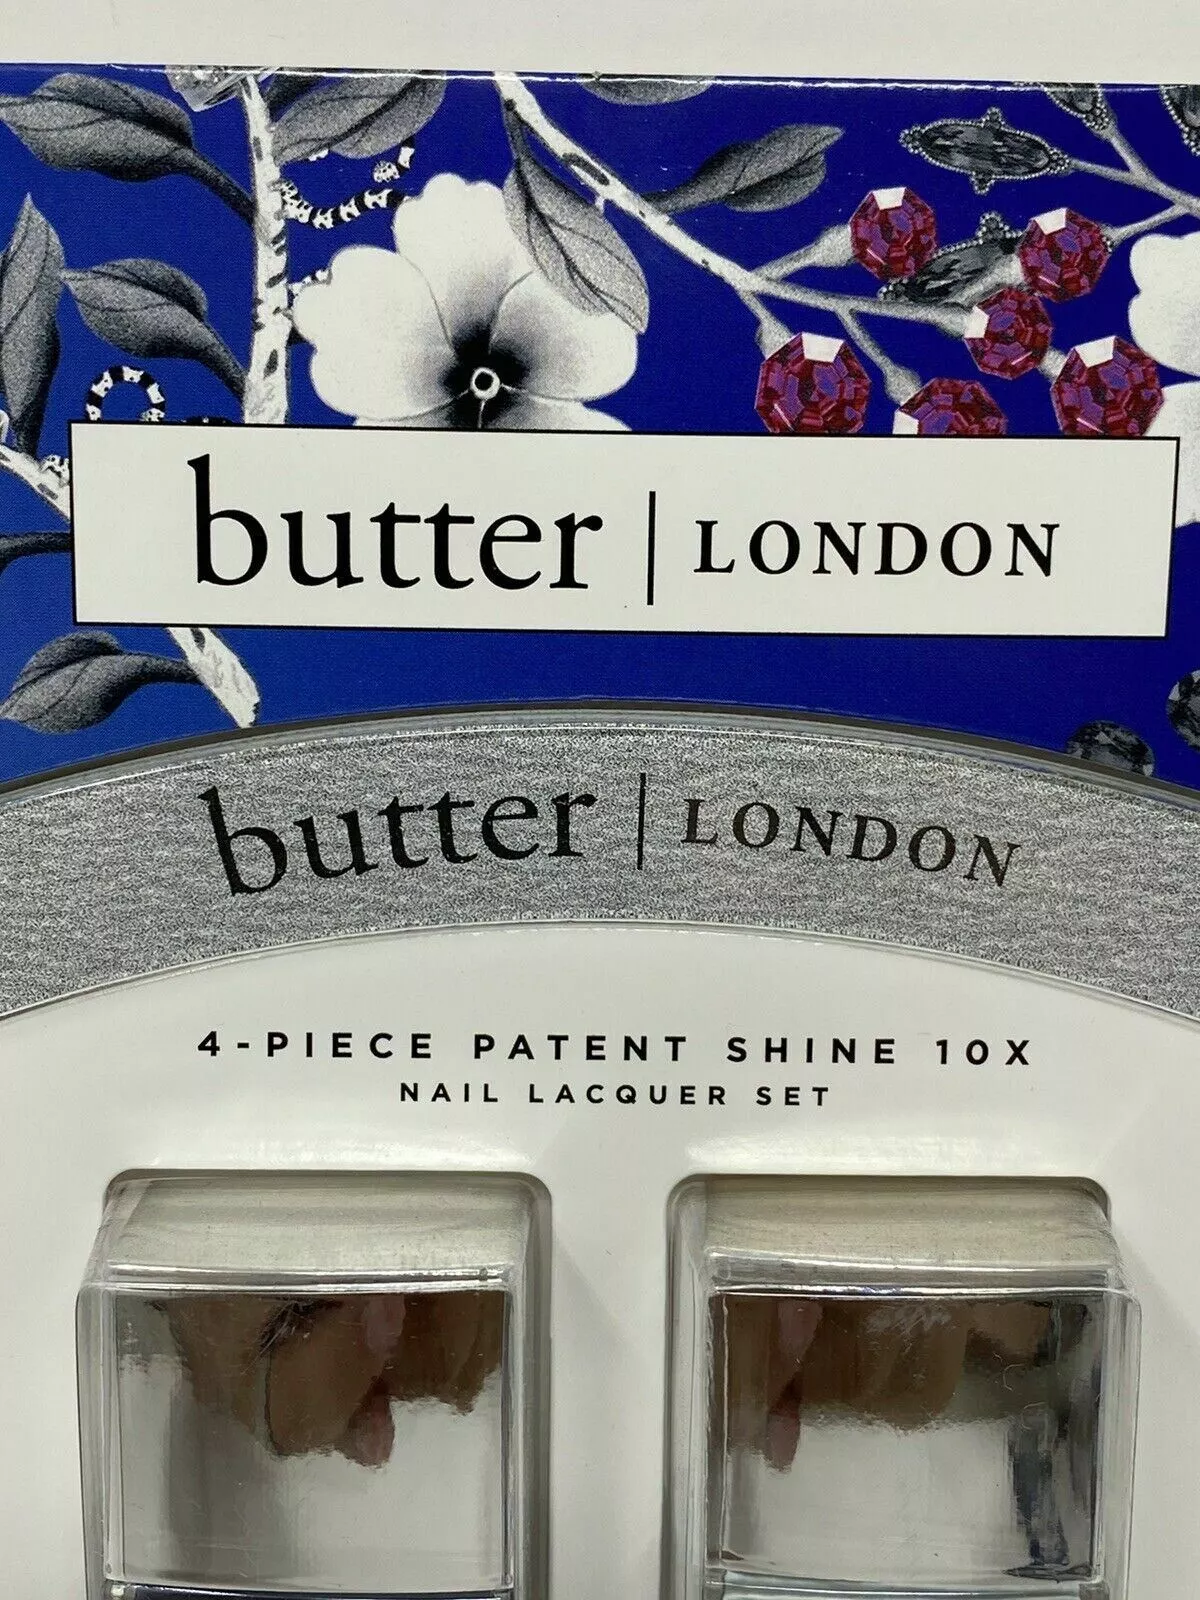 butter | LONDON
butter | LONDON
4-PIECE PATENT SHINE 10X
NAIL LACQUER SET